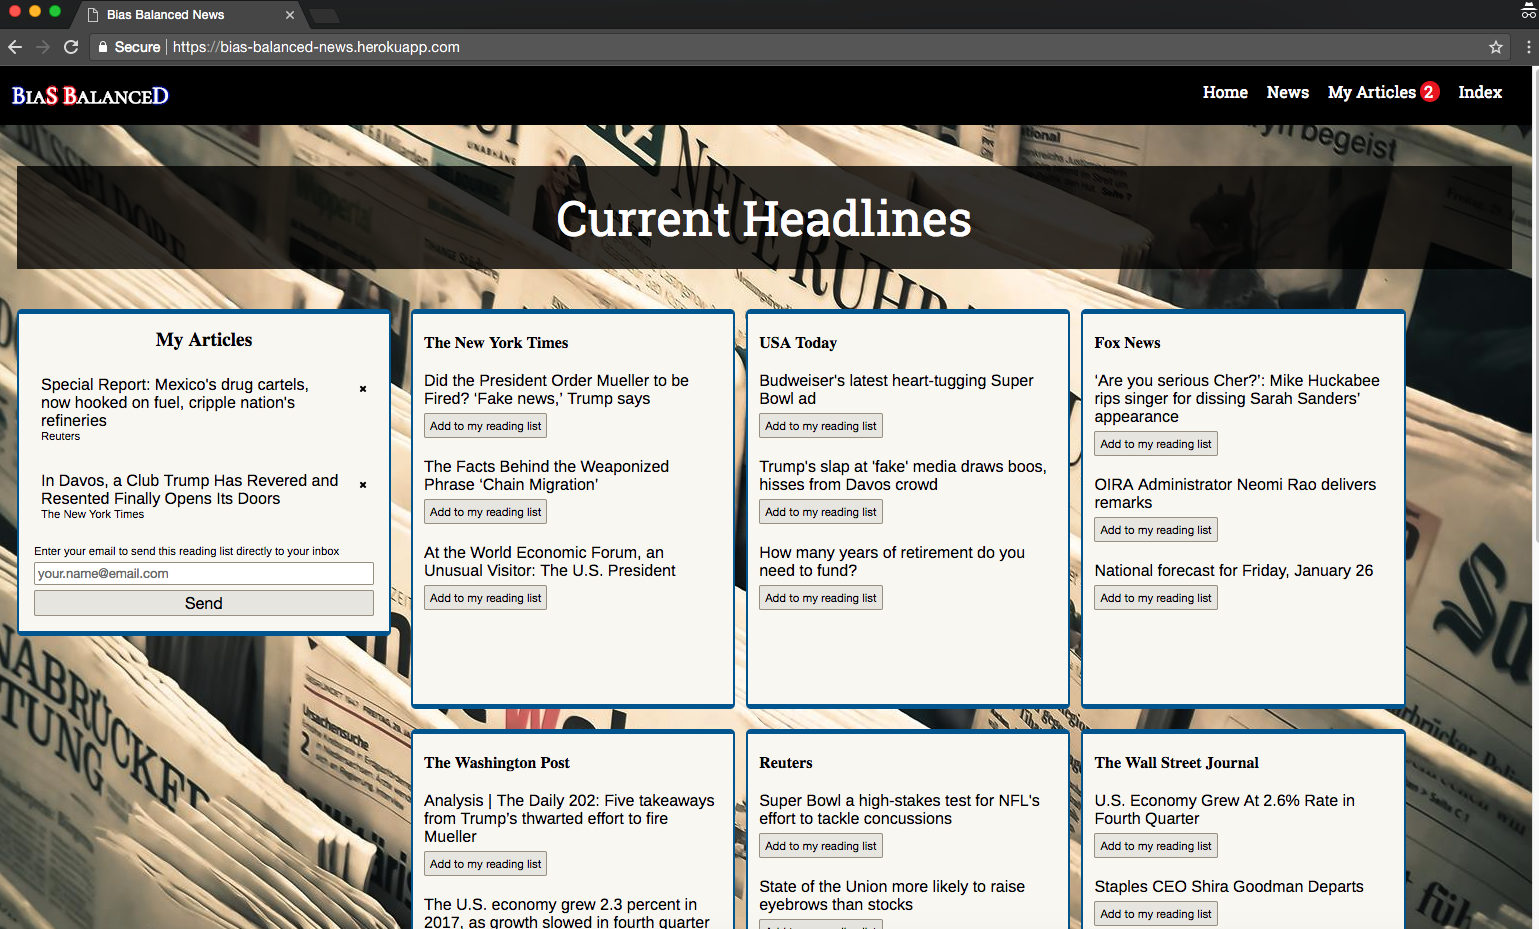 Bias Balanced News
Secure | https://bias-balanced-news.herokuapp.com
BiaS BalanceD
Home News My Articles 2 Index
Current Headlines
My Articles
Special Report: Mexico's drug cartels,
now hooked on fuel, cripple nation's
refineries
Reuters
In Davos, a Club Trump Has Revered and
Resented Finally Opens Its Doors
The New York Times
Enter your email to send this reading list directly to your inbox
your.name@email.com
Send
The New York Times
Did the President Order Mueller to be
Fired? ‘Fake news,’ Trump says
Add to my reading list
The Facts Behind the Weaponized
Phrase ‘Chain Migration’
Add to my reading list
At the World Economic Forum, an
Unusual Visitor: The U.S. President
Add to my reading list
USA Today
Budweiser's latest heart-tugging Super
Bowl ad
Add to my reading list
Trump's slap at 'fake' media draws boos,
hisses from Davos crowd
Add to my reading list
How many years of retirement do you
need to fund?
Add to my reading list
Fox News
'Are you serious Cher?': Mike Huckabee
rips singer for dissing Sarah Sanders'
appearance
Add to my reading list
OIRA Administrator Neomi Rao delivers
remarks
Add to my reading list
National forecast for Friday, January 26
Add to my reading list
The Washington Post
Analysis | The Daily 202: Five takeaways
from Trump’s thwarted effort to fire
Mueller
Add to my reading list
The U.S. economy grew 2.3 percent in
2017, as growth slowed in fourth quarter
Reuters
Super Bowl a high-stakes test for NFL's
effort to tackle concussions
Add to my reading list
State of the Union more likely to raise
eyebrows than stocks
The Wall Street Journal
U.S. Economy Grew At 2.6% Rate in
Fourth Quarter
Add to my reading list
Staples CEO Shira Goodman Departs
Add to my reading list
NEUE RUHR
begeist
Ursachensuche
2